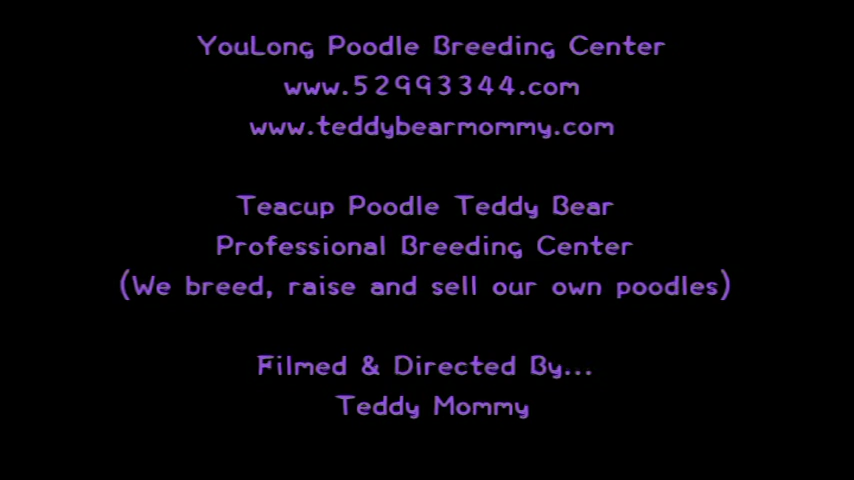 YouLong Poodle Breeding Center
www.52993344.com
www.teddybearmommy.com
Teacup Poodle Teddy Bear
Professional Breeding Center
(We breed, raise and sell our own poodles)
Filmed & Directed By...
Teddy Mommy